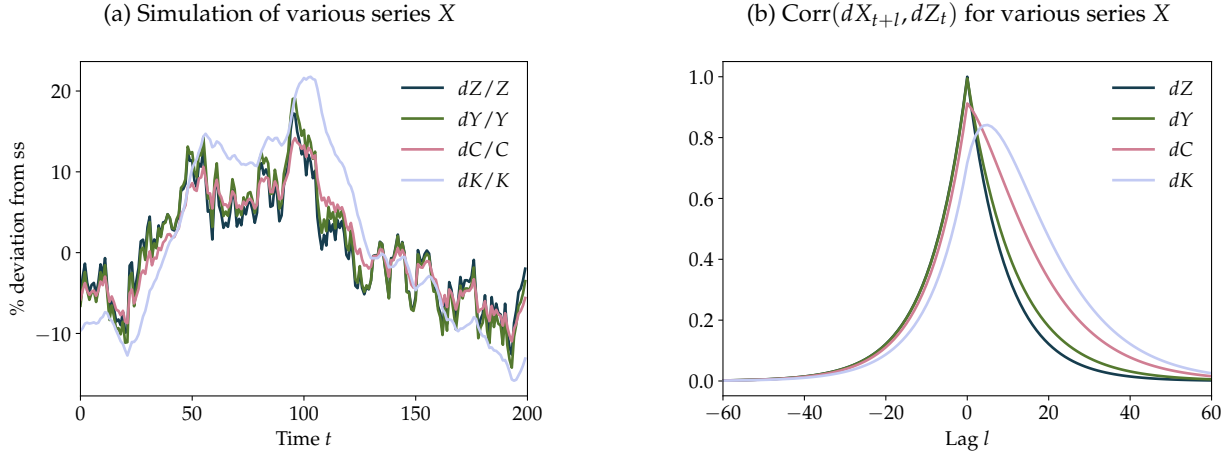 (a) Simulation of various series X
% deviation from ss
20
10
0
−10
0
50
100
150
200
Time t
dZ/Z
dY/Y
dC/C
dK/K
(b) Corr(dX_{t+l}, dZ_t) for various series X
1.0
0.8
0.6
0.4
0.2
0.0
−60
−40
−20
0
20
40
60
Lag l
dZ
dY
dC
dK